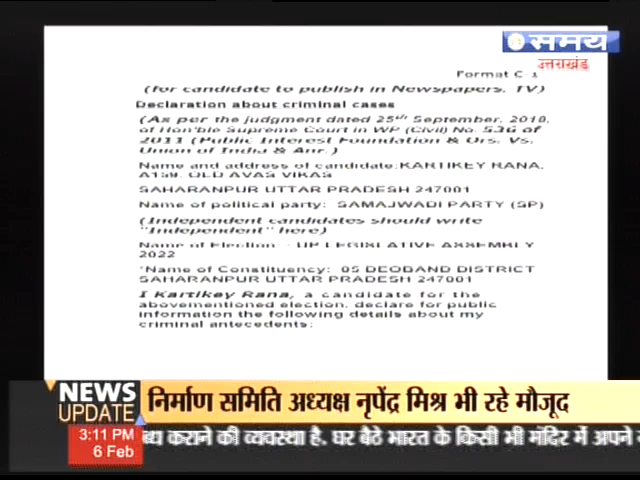 समय
उत्तराखंड
Format C-1
(for candidate to publish in Newspapers, TV)
Declaration about criminal cases
(As per the judgment dated 25th September, 2018,
of Hon'ble Supreme Court in WP (Civil) No. 536 of
2011 (Public Interest Foundation & Ors. Vs.
Union of India & Anr.)
Name and address of candidate: KARTIKEY RANA,
A159, OLD AVAS VIKAS
SAHARANPUR UTTAR PRADESH 247001
Name of political party: SAMAJWADI PARTY (SP)
(Independent candidates should write
"Independent" here)
Name of Election: - UP LEGISLATIVE ASSEMBLY
2022
*Name of Constituency: 05 DEOBAND DISTRICT
SAHARANPUR UTTAR PRADESH 247001
I Kartikey Rana, a candidate for the
abovementioned election, declare for public
information the following details about my
criminal antecedents:
NEWS
UPDATE
निर्माण समिति अध्यक्ष नृपेंद्र मिश्र भी रहे मौजूद
3:11 PM
6 Feb
ब्ध कराने की व्यवस्था है. घर बैठे भारत के किसी भी मंदिर में अपने